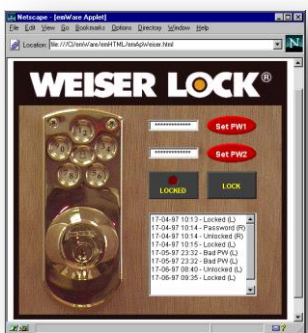 Netscape - [emWare Applet]
File Edit View Go Bookmarks Options Directory Window Help
Location: file:///C|/emWare/emHTML/emApWeiser.html
N
WEISER LOCK®
************ Set PW1
************ Set PW2
LOCKED LOCK
17-04-97 10:13 - Locked (L)
17-04-97 10:14 - Password (R)
17-04-97 10:14 - Unlocked (R)
17-04-97 10:15 - Locked (L)
17-05-97 23:32 - Bad PW (L)
17-05-97 23:32 - Bad PW (L)
17-06-97 08:40 - Unlocked (L)
17-06-97 09:35 - Locked (L)